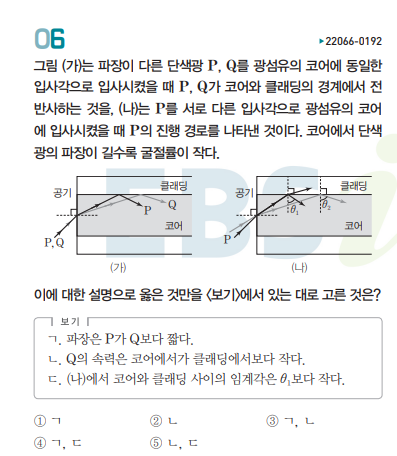 06
▶22066-0192
그림 (가)는 파장이 다른 단색광 P, Q를 광섬유의 코어에 동일한
입사각으로 입사시켰을 때 P, Q가 코어와 클래딩의 경계에서 전
반사하는 것을, (나)는 P를 서로 다른 입사각으로 광섬유의 코어
에 입사시켰을 때 P의 진행 경로를 나타낸 것이다. 코어에서 단색
광의 파장이 길수록 굴절률이 작다.
공기 클래딩 Q P 코어 P, Q
(가)
공기 클래딩 θ₁ θ₂ 코어 P
(나)
이에 대한 설명으로 옳은 것만을 <보기>에서 있는 대로 고른 것은?
보기
ㄱ. 파장은 P가 Q보다 짧다.
ㄴ. Q의 속력은 코어에서가 클래딩에서보다 작다.
ㄷ. (나)에서 코어와 클래딩 사이의 임계각은 θ₁보다 작다.
① ㄱ ② ㄴ ③ ㄱ, ㄴ
④ ㄱ, ㄷ ⑤ ㄴ, ㄷ
EBSi